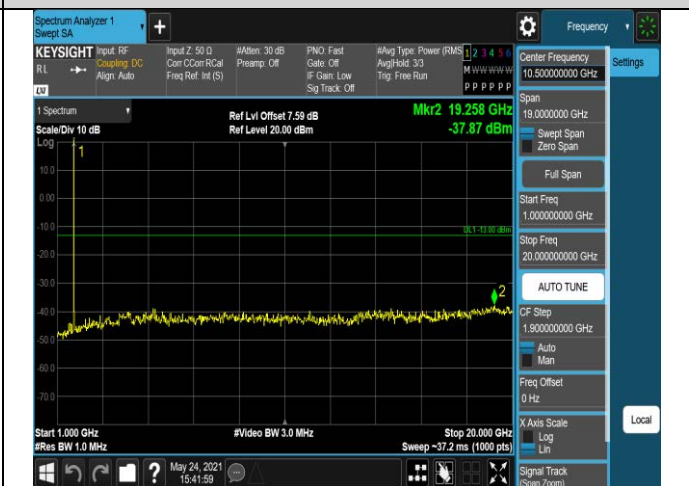 Spectrum Analyzer 1
Swept SA
Frequency
KEYSIGHT
Input: RF
Input Z: 50 Ω
#Atten: 30 dB
PNO: Fast
#Avg Type: Power (RMS
1 2 3 4 5 6
RL
Coupling: DC
Corr CCorr RCal
Preamp: Off
Gate: Off
Avg|Hold: 3/3
M W W W W W
Align: Auto
Freq Ref: Int (S)
IF Gain: Low
Trig: Free Run
Sig Track: Off
P P P P P P
LXI
Center Frequency
10.500000000 GHz
Settings
1 Spectrum
Ref Lvl Offset 7.59 dB
Mkr2 19.258 GHz
Scale/Div 10 dB
Ref Level 20.00 dBm
-37.87 dBm
Log
1
10.0
0.00
-10.0
DL1 -13.00 dBm
-20.0
-30.0
2
-40.0
-50.0
-60.0
-70.0
Start 1.000 GHz
#Video BW 3.0 MHz
Stop 20.000 GHz
#Res BW 1.0 MHz
Sweep ~37.2 ms (1000 pts)
Span
19.0000000 GHz
Swept Span
Zero Span
Full Span
Start Freq
1.000000000 GHz
Stop Freq
20.000000000 GHz
AUTO TUNE
CF Step
1.900000000 GHz
Auto
Man
Freq Offset
0 Hz
X Axis Scale
Log
Lin
Local
Signal Track
(Span Zoom)
?
May 24, 2021
15:41:59